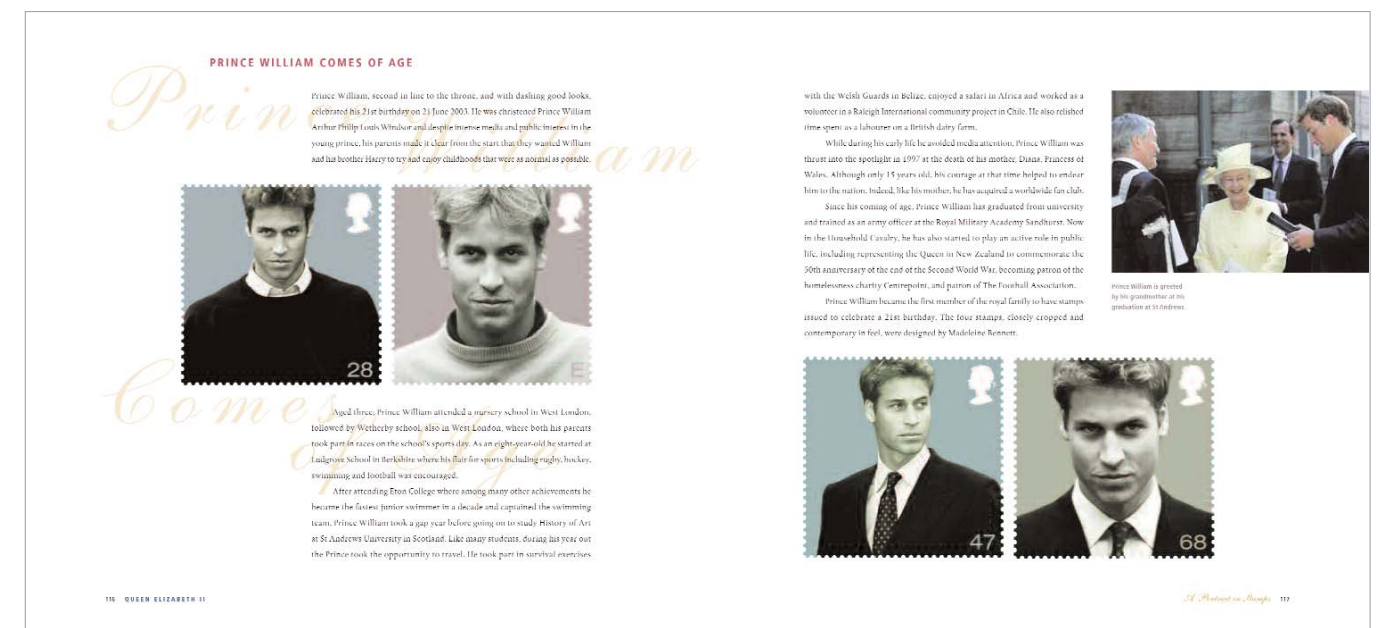 PRINCE WILLIAM COMES OF AGE
Prince William
Prince William, second in line to the throne, and with dashing good looks,
celebrated his 21st birthday on 21 June 2003. He was christened Prince William
Arthur Philip Louis Windsor and despite intense media and public interest in the
young prince, his parents made it clear from the start that they wanted William
and his brother Harry to try and enjoy childhoods that were as normal as possible.
28
E
Comes
of Age
Aged three, Prince William attended a nursery school in West London,
followed by Wetherby school, also in West London, where both his parents
took part in races on the school's sports day. As an eight-year-old he started at
Ludgrove School in Berkshire where his flair for sports including rugby, hockey,
swimming and football was encouraged.
After attending Eton College where among many other achievements he
became the fastest junior swimmer in a decade and captained the swimming
team, Prince William took a gap year before going on to study History of Art
at St Andrews University in Scotland. Like many students, during his year out
the Prince took the opportunity to travel. He took part in survival exercises
116 QUEEN ELIZABETH II
with the Welsh Guards in Belize, enjoyed a safari in Africa and worked as a
volunteer in a Raleigh International community project in Chile. He also relished
time spent as a labourer on a British dairy farm.
While during his early life he avoided media attention, Prince William was
thrust into the spotlight in 1997 at the death of his mother, Diana, Princess of
Wales. Although only 15 years old, his courage at that time helped to endear
him to the nation. Indeed, like his mother, he has acquired a worldwide fan club.
Since his coming of age, Prince William has graduated from university
and trained as an army officer at the Royal Military Academy Sandhurst. Now
in the Household Cavalry, he has also started to play an active role in public
life, including representing the Queen in New Zealand to commemorate the
50th anniversary of the end of the Second World War, becoming patron of the
homelessness charity Centrepoint, and patron of The Football Association.
Prince William became the first member of the royal family to have stamps
issued to celebrate a 21st birthday. The four stamps, closely cropped and
contemporary in feel, were designed by Madeleine Bennett.
Prince William is greeted
by his grandmother at his
graduation at St Andrews
47
68
A Portrait in Stamps 117